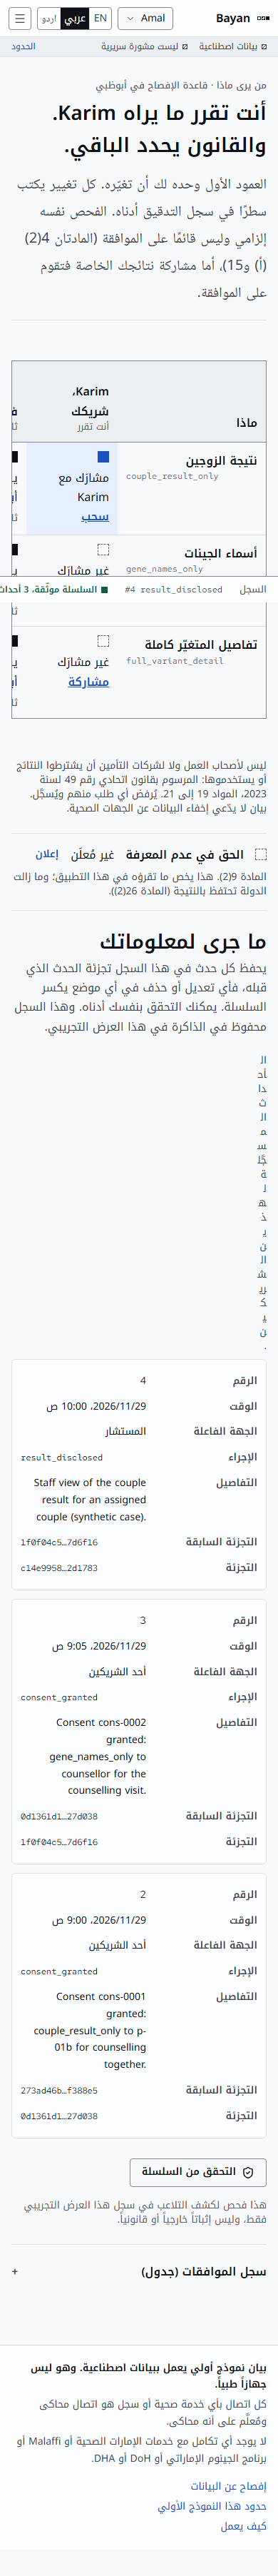 Bayan
Amal
EN
عربي
اردو
بيانات اصطناعية
ليست مشورة سريرية
الحدود
من يرى ماذا · قاعدة الإفصاح في أبوظبي
أنت تقرر ما يراه Karim.
والقانون يحدد الباقي.
العمود الأول وحده لك أن تغيّره. كل تغيير يكتب
سطرًا في سجل التدقيق أدناه. الفحص نفسه
إلزامي وليس قائمًا على الموافقة (المادتان 4(2)
(أ) و15)، أما مشاركة نتائجك الخاصة فتقوم
على الموافقة.
ماذا
Karim،
شريكك
أنت تقرر
نتيجة الزوجين
couple_result_only
مشارَك مع
Karim
سحب
أسماء الجينات
gene_names_only
غير مشارَك
السجل
#4 result_disclosed
السلسلة موثّقة، 3 أحداث
تفاصيل المتغيّر كاملة
full_variant_detail
غير مشارَك
مشاركة
ليس لأصحاب العمل ولا لشركات التأمين أن يشترطوا النتائج
أو يستخدموها: المرسوم بقانون اتحادي رقم 49 لسنة
2023، المواد 19 إلى 21. يُرفض أي طلب منهم ويُسجَّل.
بيان لا يدّعي إخفاء البيانات عن الجهات الصحية.
الحق في عدم المعرفة
غير مُعلَن
إعلان
المادة 9(2). هذا يخص ما تقرؤه في هذا التطبيق؛ وما زالت
الدولة تحتفظ بالنتيجة (المادة 26(2)).
ما جرى لمعلوماتك
يحفظ كل حدث في هذا السجل تجزئة الحدث الذي
قبله، فأي تعديل أو حذف في أي موضع يكسر
السلسلة. يمكنك التحقق بنفسك أدناه. وهذا السجل
محفوظ في الذاكرة في هذا العرض التجريبي.
الأحداث المسجَّلة لهذين الشريكين.
الرقم
4
الوقت
2026/11/29، 10:00 ص
الجهة الفاعلة
المستشار
الإجراء
result_disclosed
التفاصيل
Staff view of the couple
result for an assigned
couple (synthetic case).
التجزئة السابقة
1f0f04c5…7d6f16
التجزئة
c14e9958…2d1783
الرقم
3
الوقت
2026/11/29، 9:05 ص
الجهة الفاعلة
أحد الشريكين
الإجراء
consent_granted
التفاصيل
Consent cons-0002
granted:
gene_names_only to
counsellor for the
counselling visit.
التجزئة السابقة
0d1361d1…27d038
التجزئة
1f0f04c5…7d6f16
الرقم
2
الوقت
2026/11/29، 9:00 ص
الجهة الفاعلة
أحد الشريكين
الإجراء
consent_granted
التفاصيل
Consent cons-0001
granted:
couple_result_only to p-
01b for counselling
together.
التجزئة السابقة
273ad46b…f388e5
التجزئة
0d1361d1…27d038
التحقق من السلسلة
هذا فحص لكشف التلاعب في سجل هذا العرض التجريبي
فقط، وليس إثباتاً خارجياً أو قانونياً.
سجل الموافقات (جدول)
+
بيان نموذج أولي يعمل ببيانات اصطناعية. وهو ليس
جهازاً طبياً.
كل اتصال بأي خدمة صحية أو سجل هو اتصال محاكى
ومُعلَّم على أنه محاكى.
لا يوجد أي تكامل مع خدمات الإمارات الصحية أو Malaffi أو
برنامج الجينوم الإماراتي أو DoH أو DHA.
إفصاح عن البيانات
حدود هذا النموذج الأولي
كيف يعمل